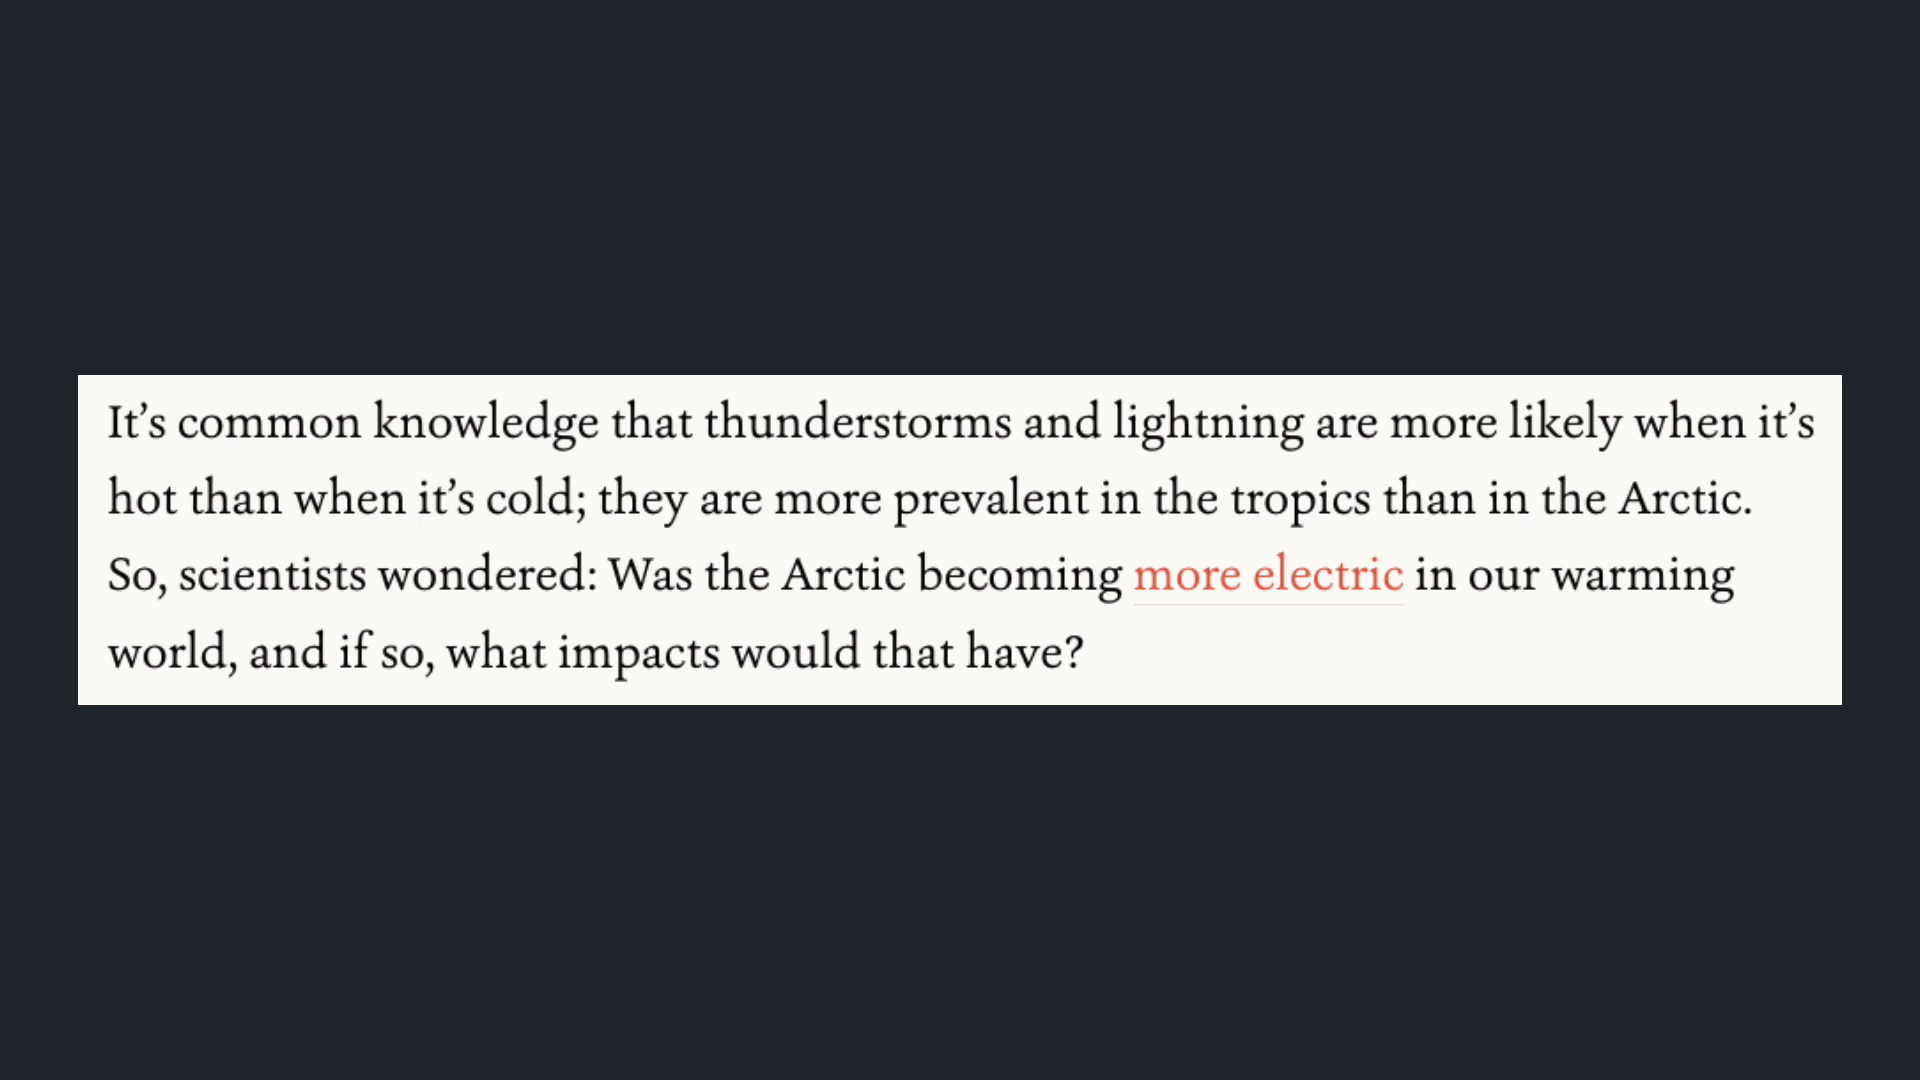 It’s common knowledge that thunderstorms and lightning are more likely when it’s
hot than when it’s cold; they are more prevalent in the tropics than in the Arctic.
So, scientists wondered: Was the Arctic becoming more electric in our warming
world, and if so, what impacts would that have?